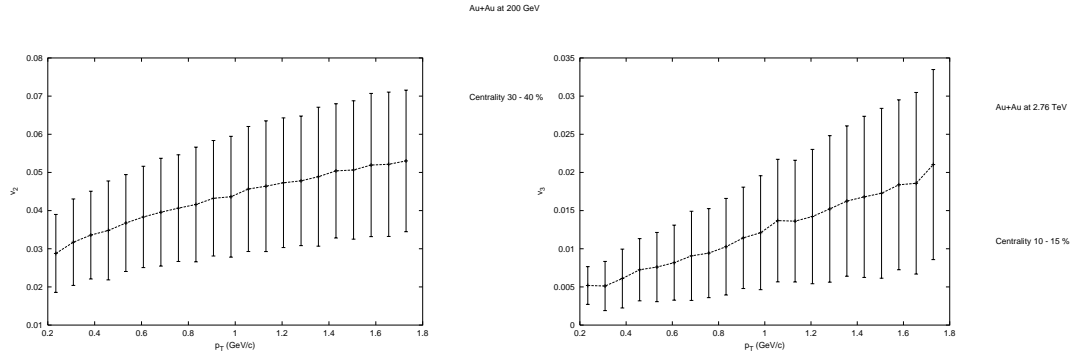 Au+Au at 200 GeV
0.08
0.07
0.06
0.05
0.04
0.03
0.02
0.01
v2
0.2 0.4 0.6 0.8 1 1.2 1.4 1.6 1.8
pT (GeV/c)
Centrality 30 - 40 %
0.035
0.03
0.025
0.02
0.015
0.01
0.005
0
v3
0.2 0.4 0.6 0.8 1 1.2 1.4 1.6 1.8
pT (GeV/c)
Au+Au at 2.76 TeV
Centrality 10 - 15 %